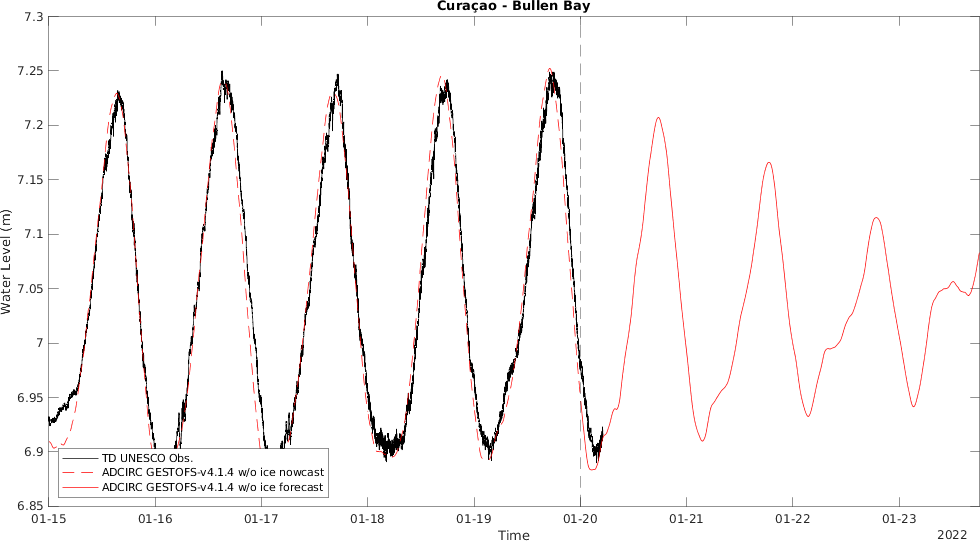 Curaçao - Bullen Bay
7.3
7.25
7.2
7.15
7.1
7.05
7
6.95
6.9
6.85
Water Level (m)
TD UNESCO Obs.
ADCIRC GESTOFS-v4.1.4 w/o ice nowcast
ADCIRC GESTOFS-v4.1.4 w/o ice forecast
01-15 01-16 01-17 01-18 01-19 01-20 01-21 01-22 01-23
Time
2022